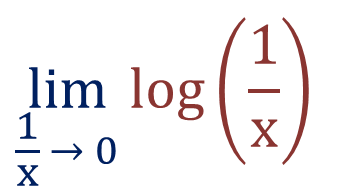 lim log(1/x)
1/x → 0